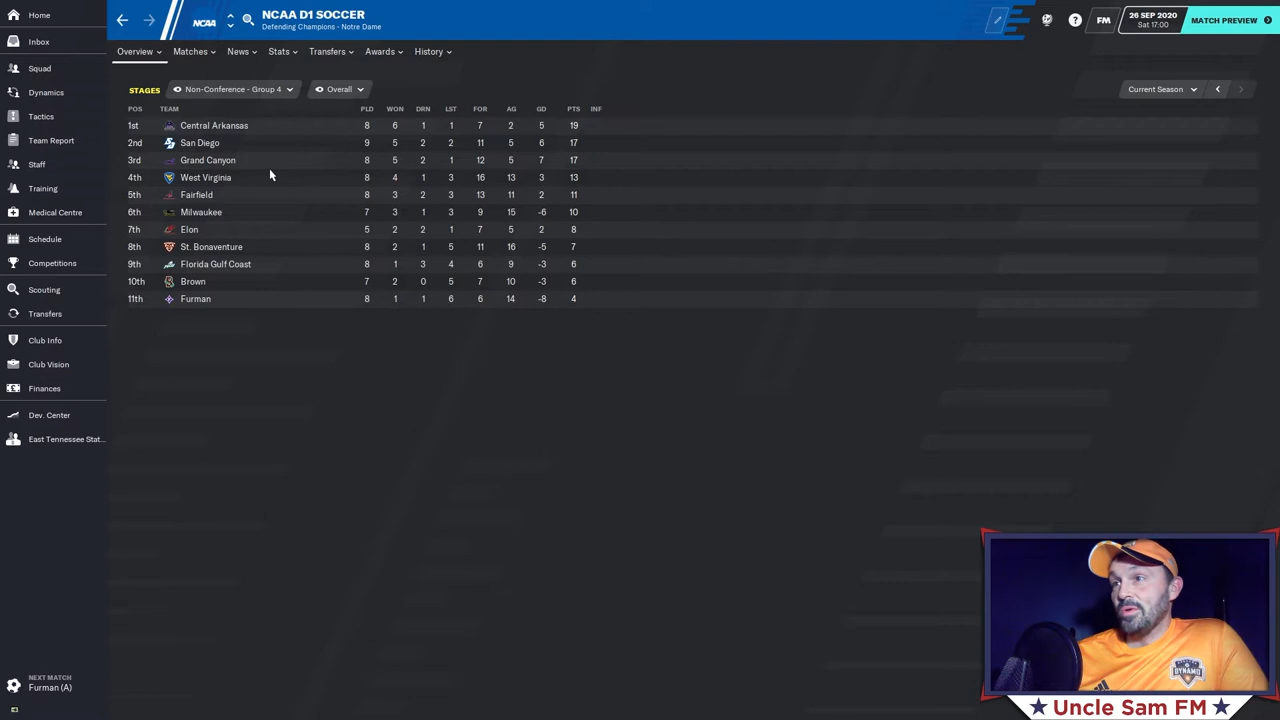 Home
Inbox
Squad
Dynamics
Tactics
Team Report
Staff
Training
Medical Centre
Schedule
Competitions
Scouting
Transfers
Club Info
Club Vision
Finances
Dev. Center
East Tennessee Stat...
NEXT MATCH
Furman (A)
NCAA
NCAA D1 SOCCER
Defending Champions - Notre Dame
FM
26 SEP 2020
Sat 17:00
MATCH PREVIEW
Overview Matches News Stats Transfers Awards History
STAGES Non-Conference - Group 4 Overall Current Season
POS TEAM PLD WON DRN LST FOR AG GD PTS INF
1st Central Arkansas 8 6 1 1 7 2 5 19
2nd San Diego 9 5 2 2 11 5 6 17
3rd Grand Canyon 8 5 2 1 12 5 7 17
4th West Virginia 8 4 1 3 16 13 3 13
5th Fairfield 8 3 2 3 13 11 2 11
6th Milwaukee 7 3 1 3 9 15 -6 10
7th Elon 5 2 2 1 7 5 2 8
8th St. Bonaventure 8 2 1 5 11 16 -5 7
9th Florida Gulf Coast 8 1 3 4 6 9 -3 6
10th Brown 7 2 0 5 7 10 -3 6
11th Furman 8 1 1 6 6 14 -8 4
DYNAMO
★ Uncle Sam FM ★